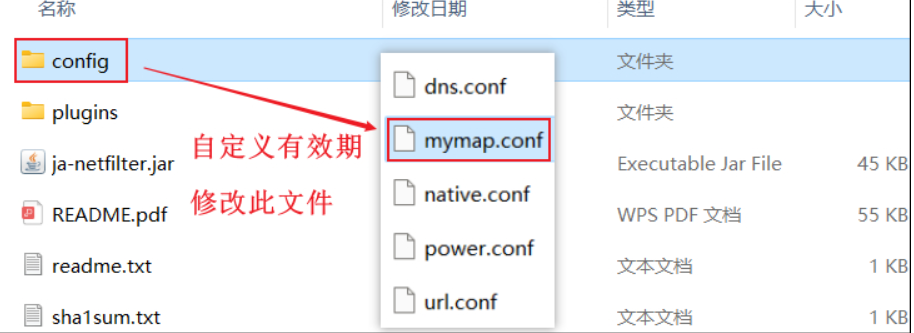 名称 修改日期 类型 大小
config 文件夹
dns.conf
plugins 文件夹
mymap.conf
自定义有效期
ja-netfilter.jar Executable Jar File 45 KB
native.conf
修改此文件
README.pdf WPS PDF 文档 55 KB
power.conf
readme.txt 文本文档 1 KB
url.conf
sha1sum.txt 文本文档 1 KB